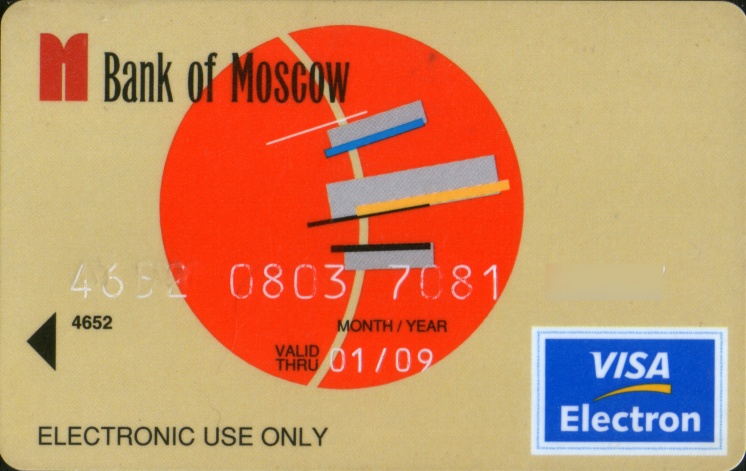 Bank of Moscow
4652 0803 7081
4652
MONTH / YEAR
VALID
THRU 01/09
VISA
Electron
ELECTRONIC USE ONLY